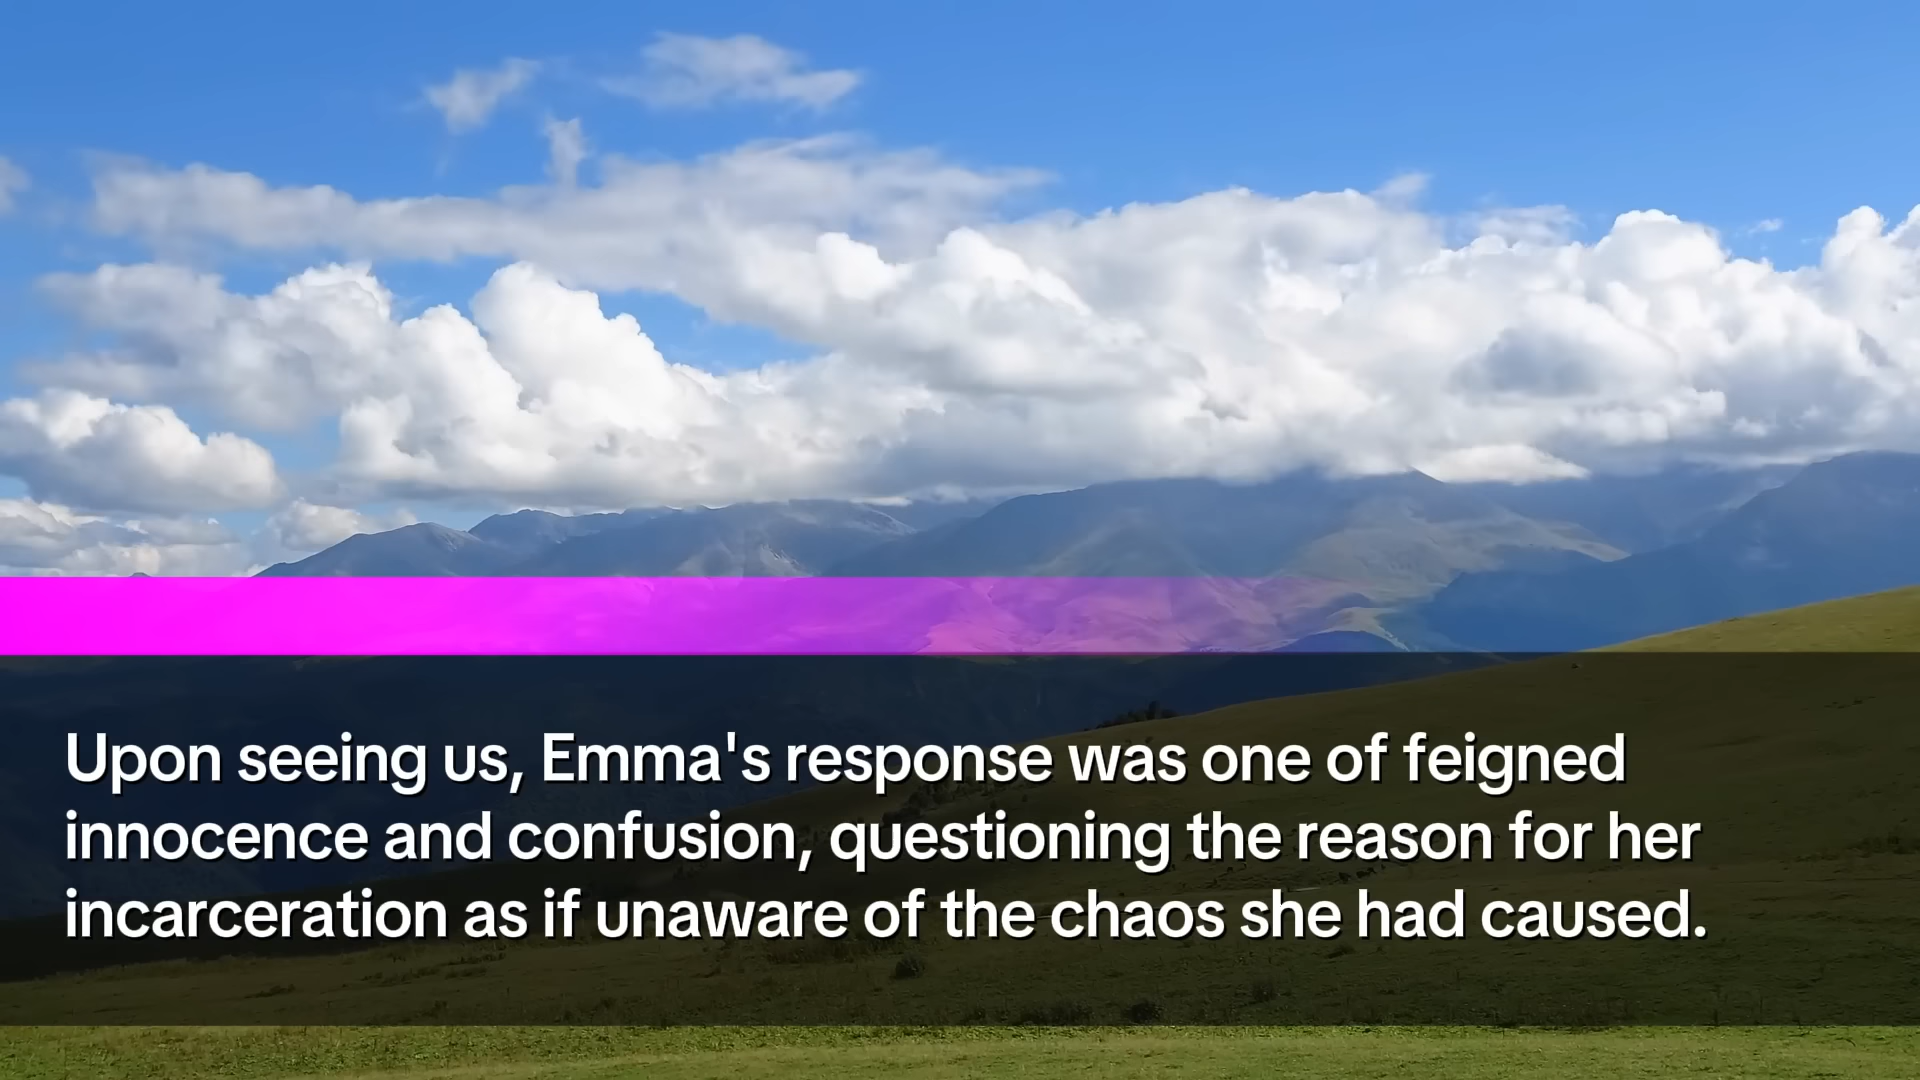 Upon seeing us, Emma's response was one of feigned
innocence and confusion, questioning the reason for her
incarceration as if unaware of the chaos she had caused.